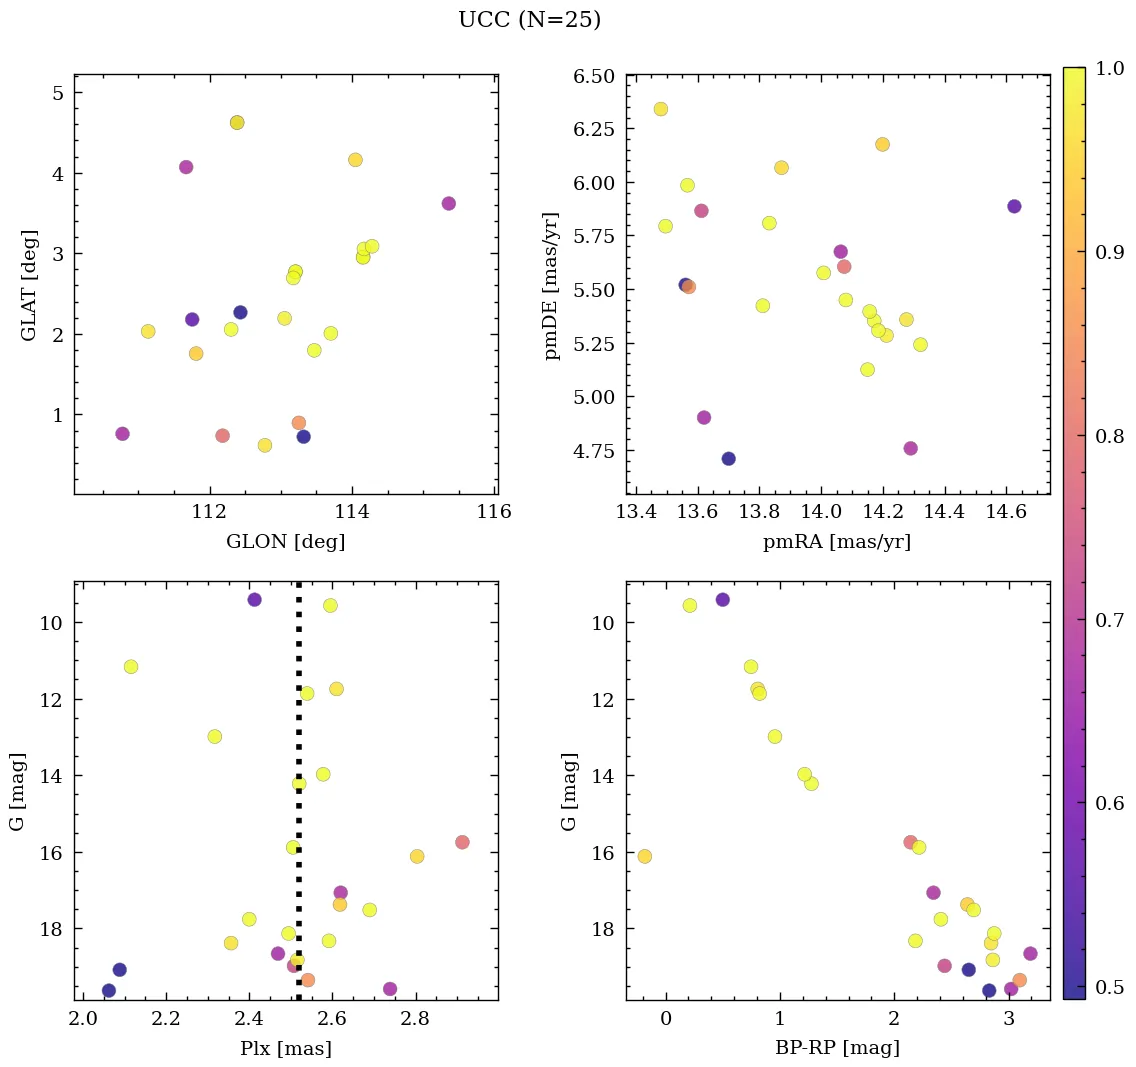 UCC (N=25)
5
4
3
2
1
GLAT [deg]
112 114 116
GLON [deg]
6.50
6.25
6.00
5.75
5.50
5.25
5.00
4.75
pmDE [mas/yr]
13.4 13.6 13.8 14.0 14.2 14.4 14.6
pmRA [mas/yr]
1.0
0.9
0.8
0.7
0.6
0.5
10
12
14
16
18
G [mag]
2.0 2.2 2.4 2.6 2.8
Plx [mas]
10
12
14
16
18
G [mag]
0 1 2 3
BP-RP [mag]